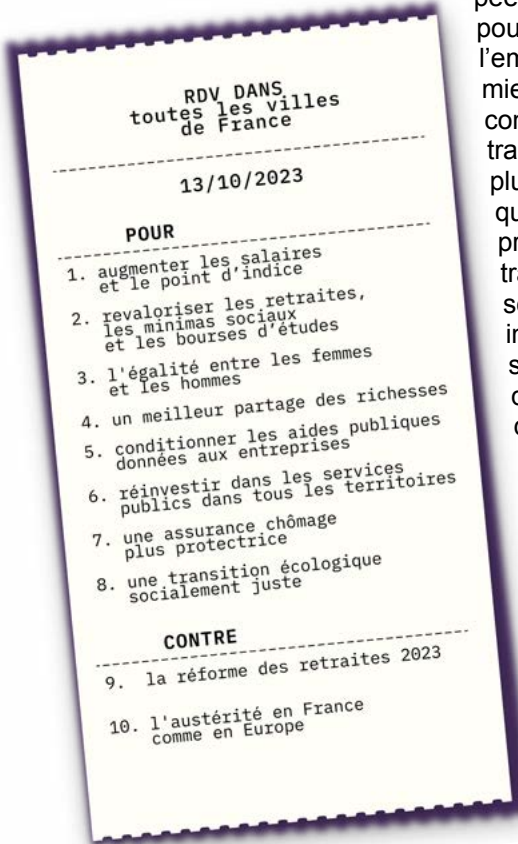 RDV DANS
toutes les villes
de France
13/10/2023
POUR
1. augmenter les salaires
et le point d'indice
2. revaloriser les retraites,
les minimas sociaux
et les bourses d'études
3. l'égalité entre les femmes
et les hommes
4. un meilleur partage des richesses
5. conditionner les aides publiques
données aux entreprises
6. réinvestir dans les services
publics dans tous les territoires
7. une assurance chômage
plus protectrice
8. une transition écologique
socialement juste
CONTRE
9. la réforme des retraites 2023
10. l'austérité en France
comme en Europe